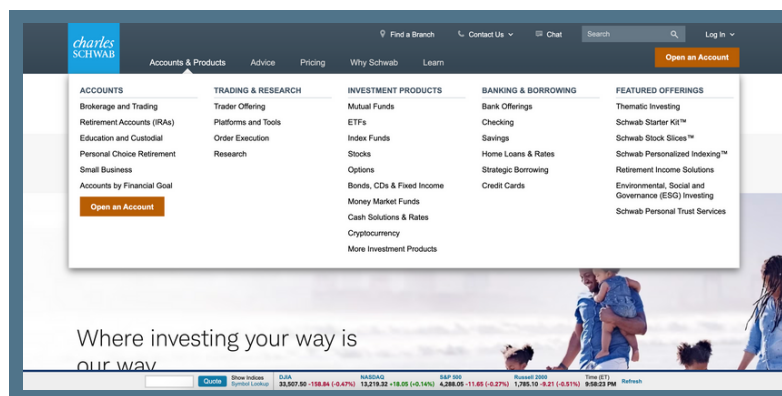 charles
SCHWAB
Find a Branch
Contact Us
Chat
Search
Log In
Accounts & Products
Advice
Pricing
Why Schwab
Learn
Open an Account
ACCOUNTS
Brokerage and Trading
Retirement Accounts (IRAs)
Education and Custodial
Personal Choice Retirement
Small Business
Accounts by Financial Goal
Open an Account
TRADING & RESEARCH
Trader Offering
Platforms and Tools
Order Execution
Research
INVESTMENT PRODUCTS
Mutual Funds
ETFs
Index Funds
Stocks
Options
Bonds, CDs & Fixed Income
Money Market Funds
Cash Solutions & Rates
Cryptocurrency
More Investment Products
BANKING & BORROWING
Bank Offerings
Checking
Savings
Home Loans & Rates
Strategic Borrowing
Credit Cards
FEATURED OFFERINGS
Thematic Investing
Schwab Starter Kit™
Schwab Stock Slices™
Schwab Personalized Indexing™
Retirement Income Solutions
Environmental, Social and
Governance (ESG) Investing
Schwab Personal Trust Services
Where investing your way is
our way
Quote
Show Indices
Symbol Lookup
DJIA
33,507.50 -158.84 (-0.47%)
NASDAQ
13,219.32 +18.05 (+0.14%)
S&P 500
4,288.05 -11.65 (-0.27%)
Russell 2000
1,785.10 -9.21 (-0.51%)
Time (ET)
9:58:23 PM
Refresh